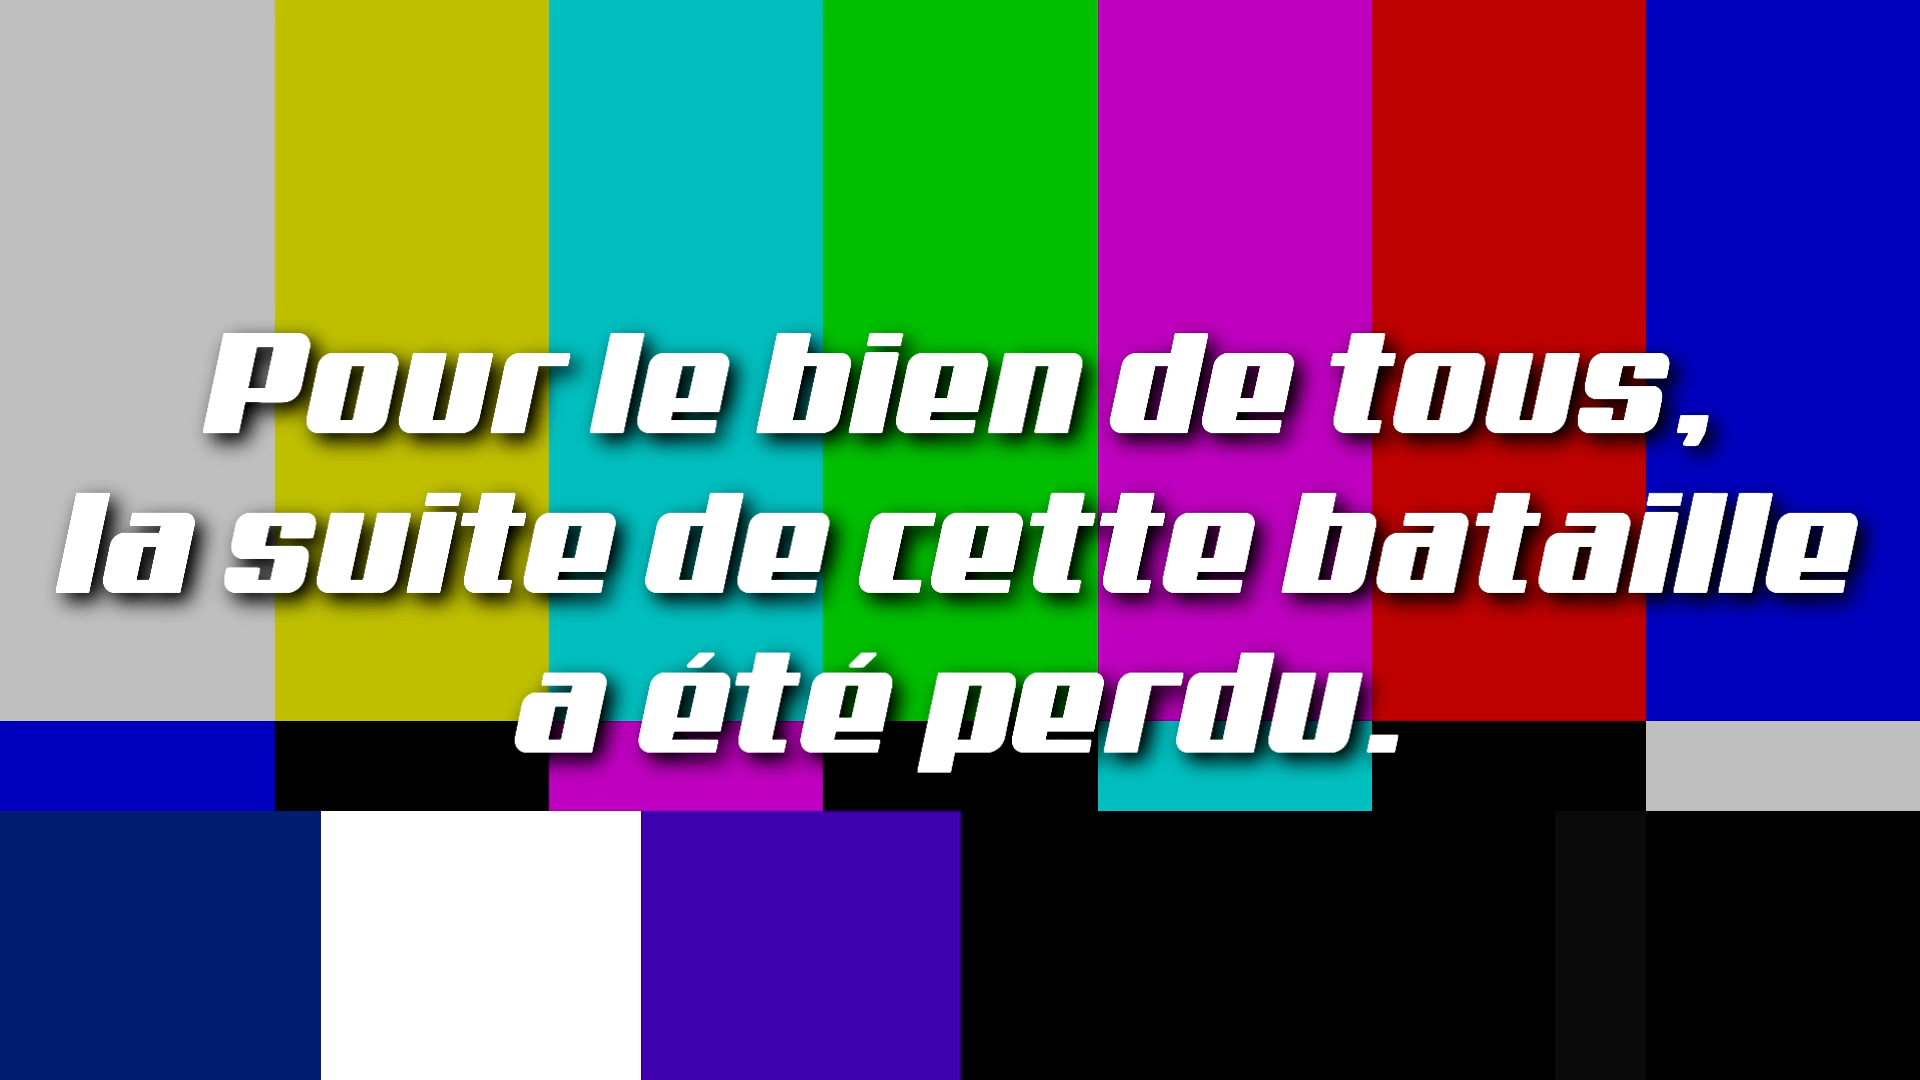 Pour le bien de tous,
la suite de cette bataille
a été perdu.